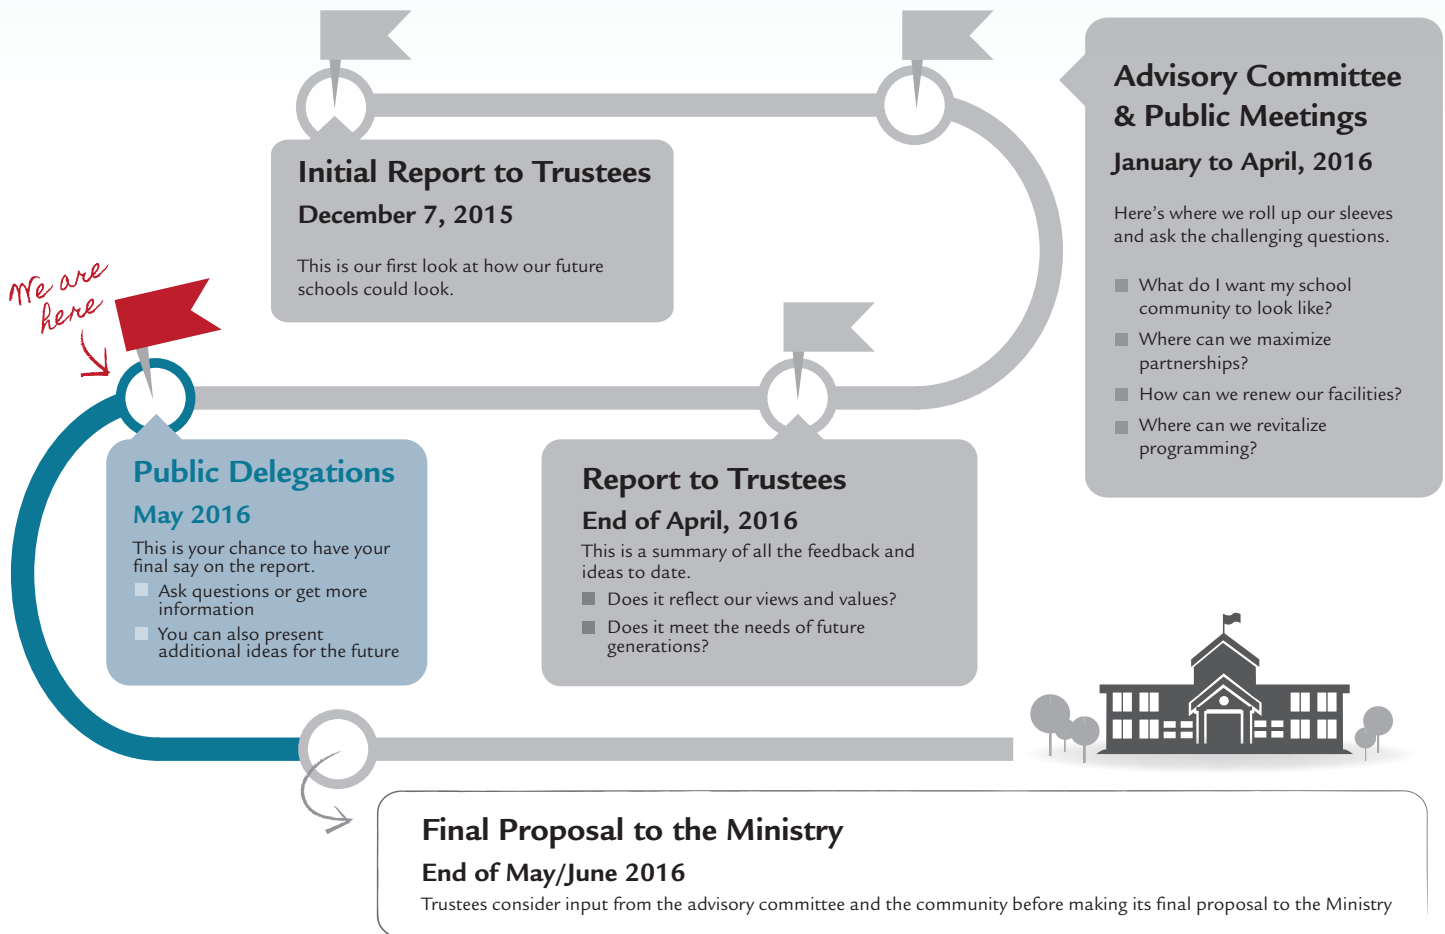 Initial Report to Trustees
December 7, 2015
This is our first look at how our future
schools could look.
Advisory Committee
& Public Meetings
January to April, 2016
Here’s where we roll up our sleeves
and ask the challenging questions.
What do I want my school
community to look like?
Where can we maximize
partnerships?
How can we renew our facilities?
Where can we revitalize
programming?
Report to Trustees
End of April, 2016
This is a summary of all the feedback and
ideas to date.
Does it reflect our views and values?
Does it meet the needs of future
generations?
We are
here
Public Delegations
May 2016
This is your chance to have your
final say on the report.
Ask questions or get more
information
You can also present
additional ideas for the future
Final Proposal to the Ministry
End of May/June 2016
Trustees consider input from the advisory committee and the community before making its final proposal to the Ministry